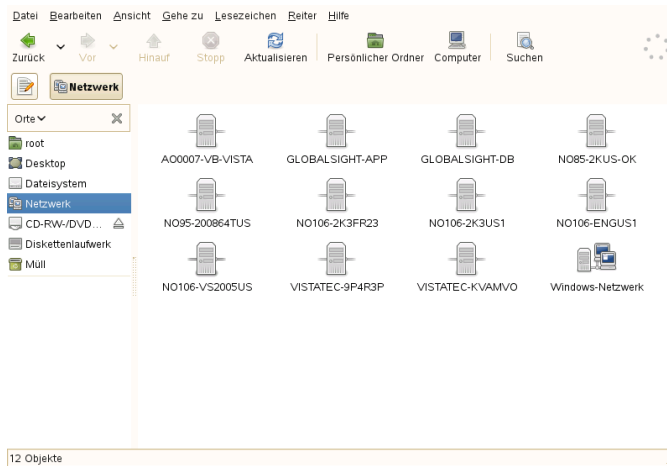 Datei Bearbeiten Ansicht Gehe zu Lesezeichen Reiter Hilfe
Zurück Vor Hinauf Stopp Aktualisieren Persönlicher Ordner Computer Suchen
Netzwerk
Orte
root
Desktop
Dateisystem
Netzwerk
CD-RW-/DVD...
Diskettenlaufwerk
Müll
AO0007-VB-VISTA GLOBALSIGHT-APP GLOBALSIGHT-DB NO85-2KUS-OK
NO95-200864TUS NO106-2K3FR23 NO106-2K3US1 NO106-ENGUS1
NO106-VS2005US VISTATEC-9P4R3P VISTATEC-KVAMVO Windows-Netzwerk
12 Objekte